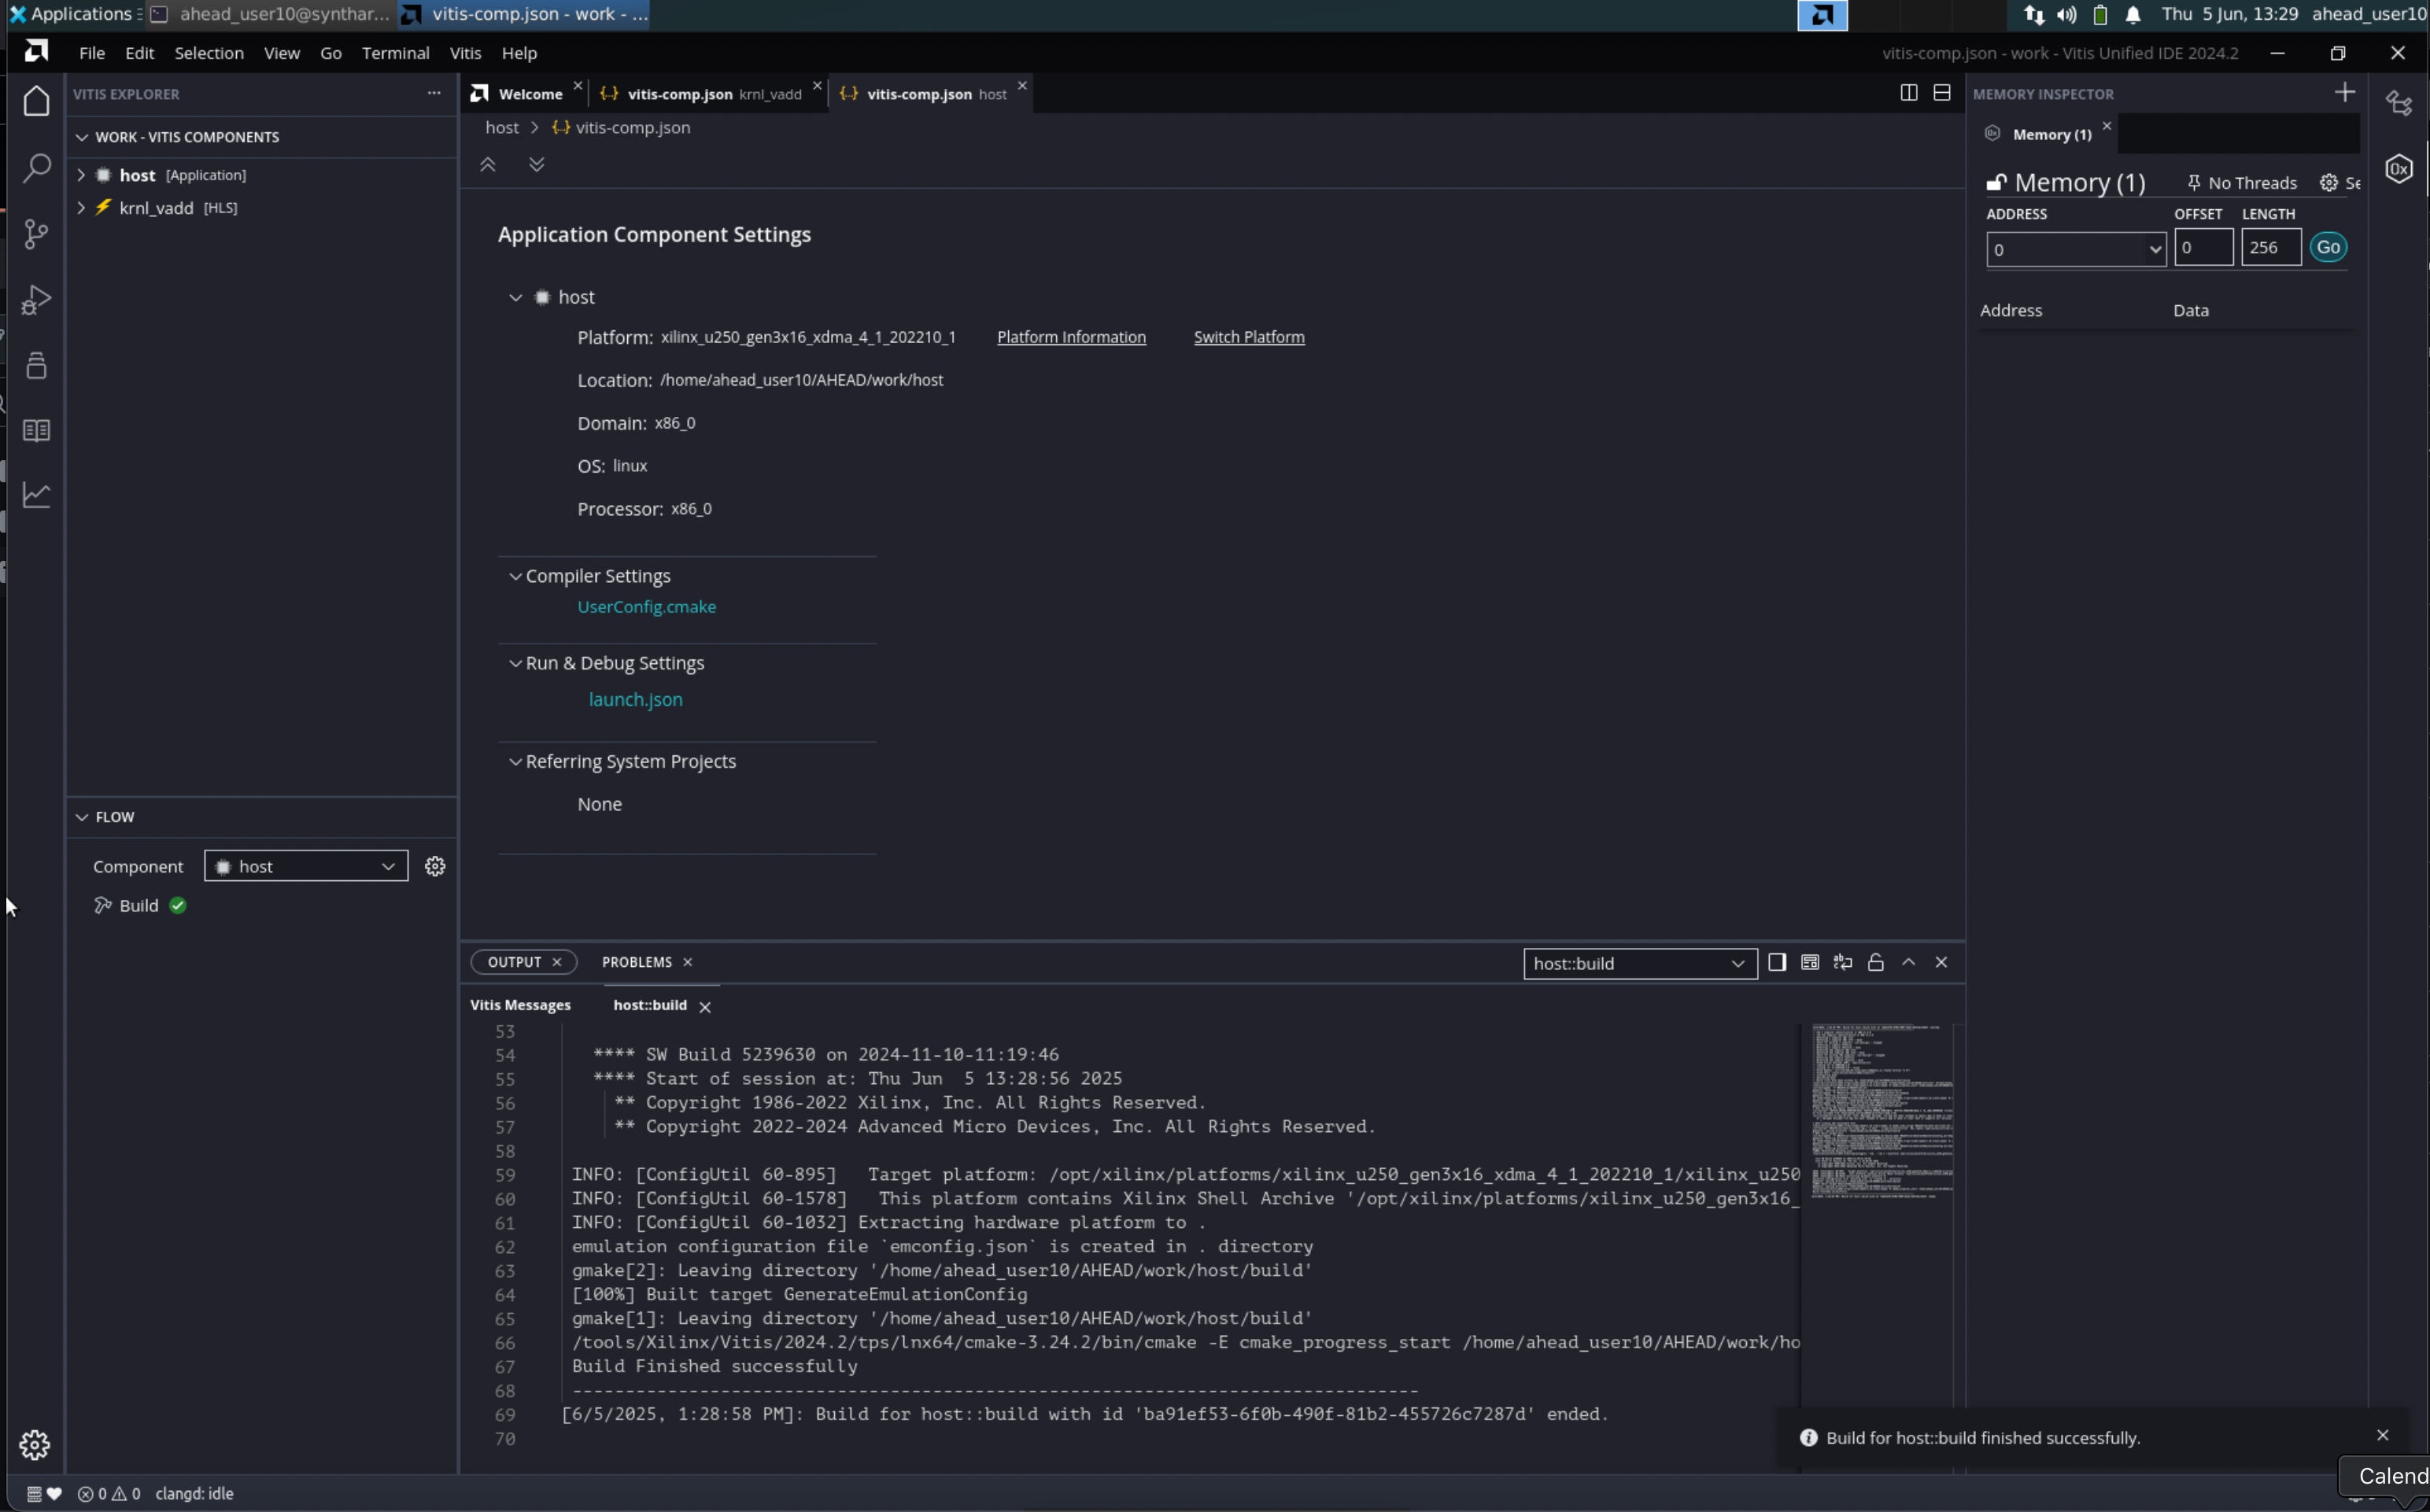 Applications
ahead_user10@synthar...
vitis-comp.json - work - ...
Thu 5 Jun, 13:29 ahead_user10
File Edit Selection View Go Terminal Vitis Help
vitis-comp.json - work - Vitis Unified IDE 2024.2
VITIS EXPLORER
WORK - VITIS COMPONENTS
host [Application]
krnl_vadd [HLS]
FLOW
Component host
Build
Welcome
vitis-comp.json krnl_vadd
vitis-comp.json host
host > vitis-comp.json
Application Component Settings
host
Platform: xilinx_u250_gen3x16_xdma_4_1_202210_1 Platform Information Switch Platform
Location: /home/ahead_user10/AHEAD/work/host
Domain: x86_0
OS: linux
Processor: x86_0
Compiler Settings
UserConfig.cmake
Run & Debug Settings
launch.json
Referring System Projects
None
MEMORY INSPECTOR
Memory (1)
Memory (1) No Threads Se
ADDRESS OFFSET LENGTH
0 0 256 Go
Address Data
OUTPUT PROBLEMS host::build
Vitis Messages host::build
53
54 **** SW Build 5239630 on 2024-11-10-11:19:46
55 **** Start of session at: Thu Jun  5 13:28:56 2025
56 ** Copyright 1986-2022 Xilinx, Inc. All Rights Reserved.
57 ** Copyright 2022-2024 Advanced Micro Devices, Inc. All Rights Reserved.
58
59 INFO: [ConfigUtil 60-895]   Target platform: /opt/xilinx/platforms/xilinx_u250_gen3x16_xdma_4_1_202210_1/xilinx_u250
60 INFO: [ConfigUtil 60-1578]   This platform contains Xilinx Shell Archive '/opt/xilinx/platforms/xilinx_u250_gen3x16_
61 INFO: [ConfigUtil 60-1032] Extracting hardware platform to .
62 emulation configuration file `emconfig.json` is created in . directory
63 gmake[2]: Leaving directory '/home/ahead_user10/AHEAD/work/host/build'
64 [100%] Built target GenerateEmulationConfig
65 gmake[1]: Leaving directory '/home/ahead_user10/AHEAD/work/host/build'
66 /tools/Xilinx/Vitis/2024.2/tps/lnx64/cmake-3.24.2/bin/cmake -E cmake_progress_start /home/ahead_user10/AHEAD/work/ho
67 Build Finished successfully
68 --------------------------------------------------------------------------------
69 [6/5/2025, 1:28:58 PM]: Build for host::build with id 'ba91ef53-6f0b-490f-81b2-455726c7287d' ended.
70
Build for host::build finished successfully.
Calend
0 0 clangd: idle